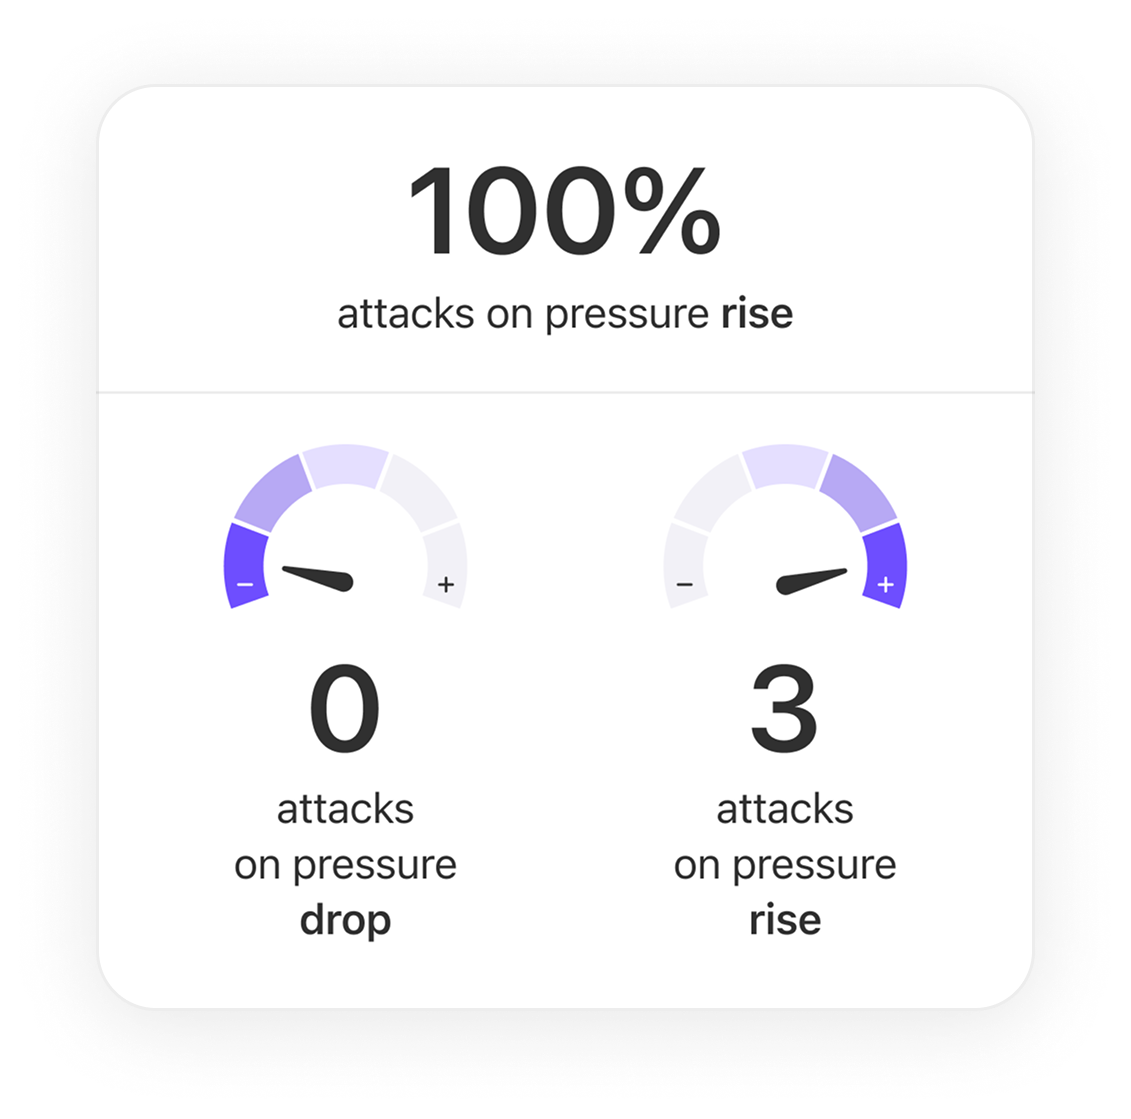 100%
attacks on pressure rise
− +
− +
0
attacks
on pressure
drop
3
attacks
on pressure
rise